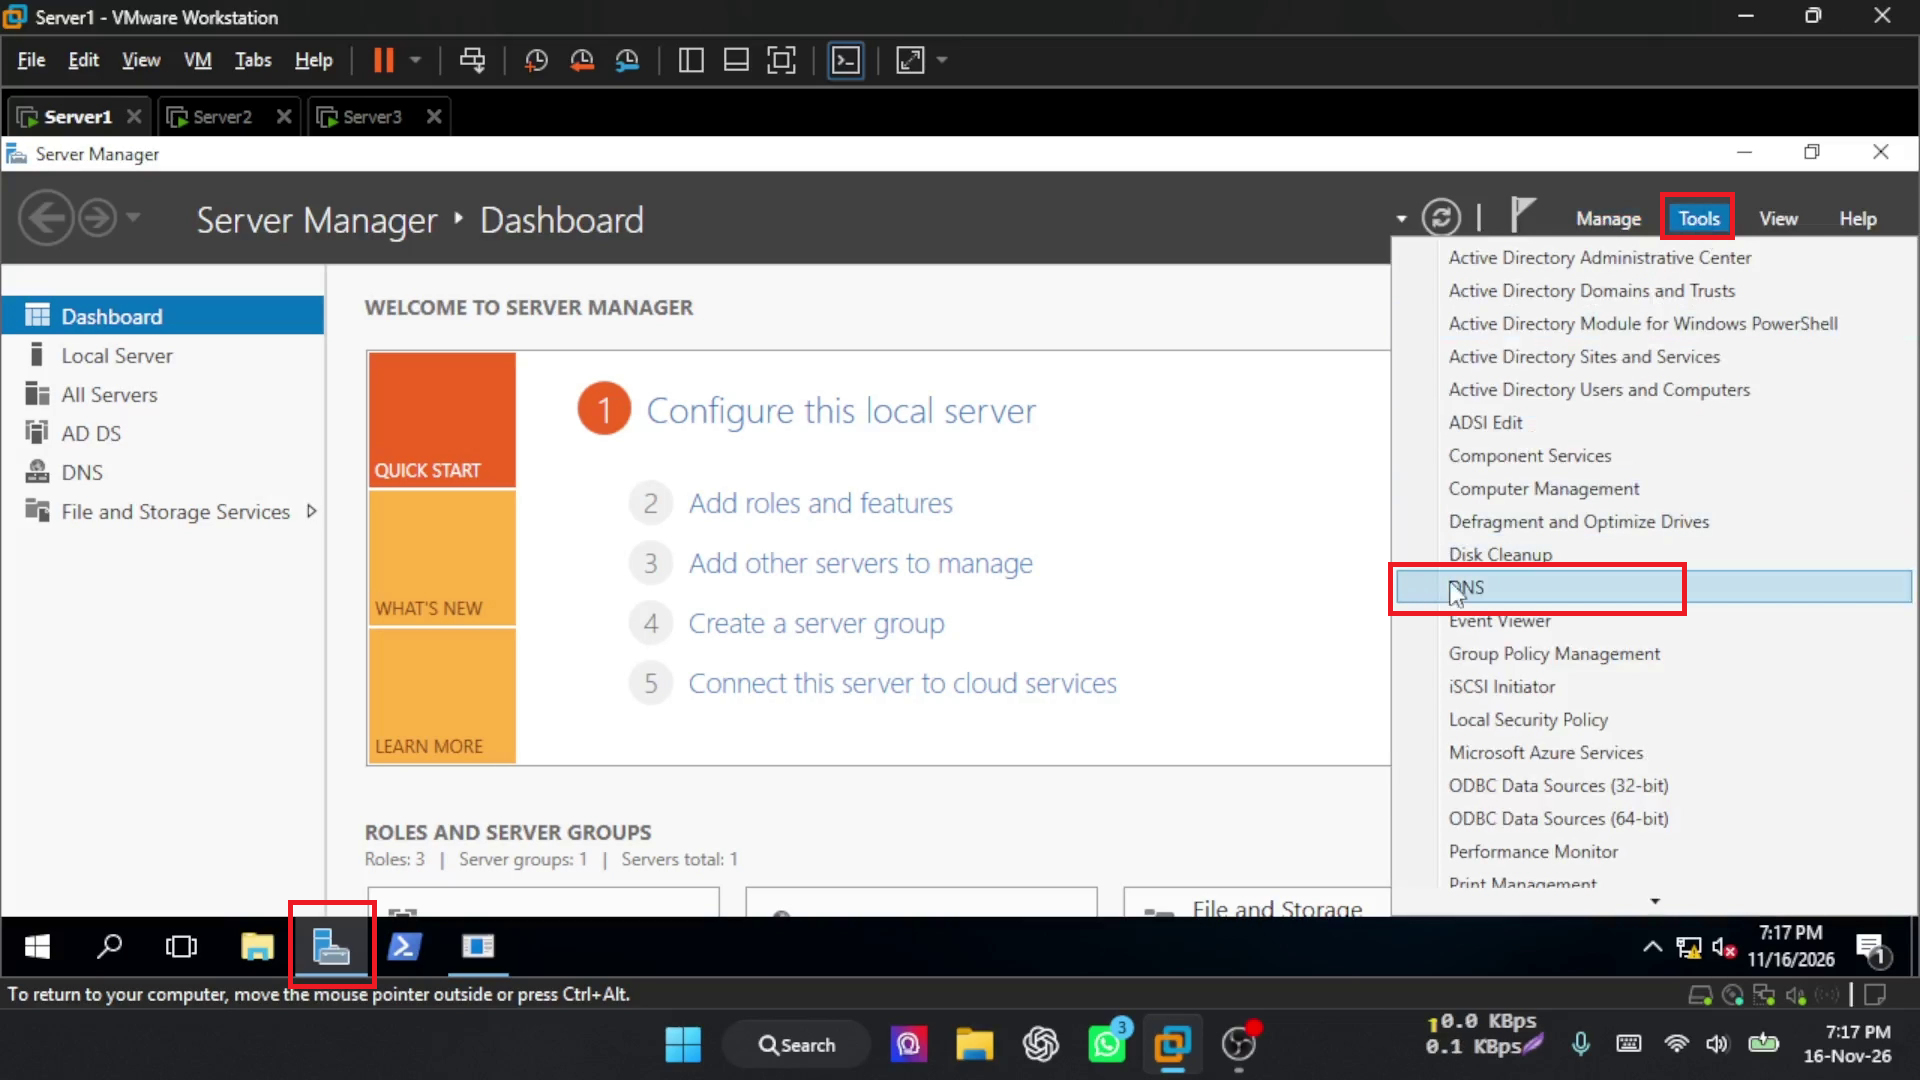 Server1 - VMware Workstation
File Edit View VM Tabs Help
Server1 Server2 Server3
Server Manager
Server Manager Dashboard
Manage Tools View Help
Dashboard
Local Server
All Servers
AD DS
DNS
File and Storage Services
WELCOME TO SERVER MANAGER
QUICK START
WHAT'S NEW
LEARN MORE
1 Configure this local server
2 Add roles and features
3 Add other servers to manage
4 Create a server group
5 Connect this server to cloud services
ROLES AND SERVER GROUPS
Roles: 3 | Server groups: 1 | Servers total: 1
File and Storage
Active Directory Administrative Center
Active Directory Domains and Trusts
Active Directory Module for Windows PowerShell
Active Directory Sites and Services
Active Directory Users and Computers
ADSI Edit
Component Services
Computer Management
Defragment and Optimize Drives
Disk Cleanup
DNS
Event Viewer
Group Policy Management
iSCSI Initiator
Local Security Policy
Microsoft Azure Services
ODBC Data Sources (32-bit)
ODBC Data Sources (64-bit)
Performance Monitor
Print Management
7:17 PM
11/16/2026
1
To return to your computer, move the mouse pointer outside or press Ctrl+Alt.
Search
3
0.0 KBps
0.1 KBps
7:17 PM
16-Nov-26